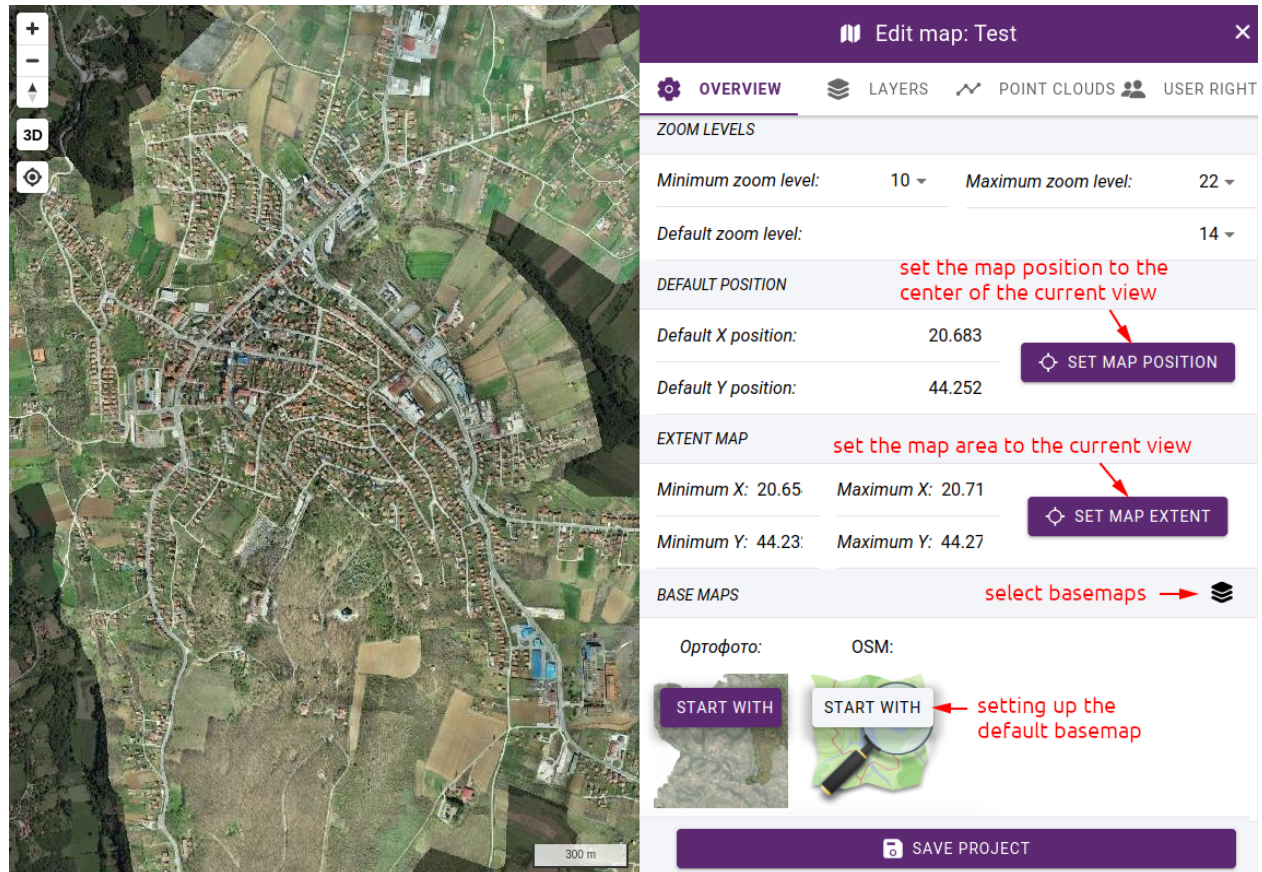 Edit map: Test
OVERVIEW LAYERS POINT CLOUDS USER RIGHT
3D
ZOOM LEVELS
Minimum zoom level: 10 Maximum zoom level: 22
Default zoom level: 14
set the map position to the
center of the current view
DEFAULT POSITION
Default X position: 20.683
SET MAP POSITION
Default Y position: 44.252
EXTENT MAP
set the map area to the current view
Minimum X: 20.65 Maximum X: 20.71
SET MAP EXTENT
Minimum Y: 44.23 Maximum Y: 44.27
BASE MAPS
select basemaps
Ортофото: OSM:
START WITH START WITH
setting up the
default basemap
300 m
SAVE PROJECT